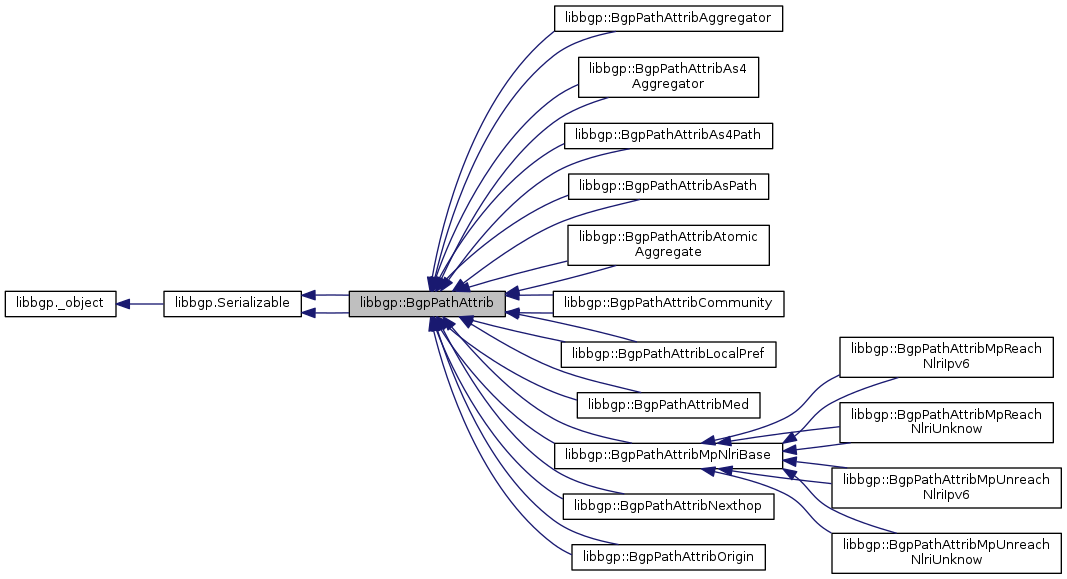 libbgp::BgpPathAttribAggregator
libbgp::BgpPathAttribAs4
Aggregator
libbgp::BgpPathAttribAs4Path
libbgp::BgpPathAttribAsPath
libbgp::BgpPathAttribAtomic
Aggregate
libbgp._object
libbgp.Serializable
libbgp::BgpPathAttrib
libbgp::BgpPathAttribCommunity
libbgp::BgpPathAttribLocalPref
libbgp::BgpPathAttribMpReach
NlriIpv6
libbgp::BgpPathAttribMed
libbgp::BgpPathAttribMpReach
NlriUnknow
libbgp::BgpPathAttribMpNlriBase
libbgp::BgpPathAttribMpUnreach
NlriIpv6
libbgp::BgpPathAttribNexthop
libbgp::BgpPathAttribMpUnreach
NlriUnknow
libbgp::BgpPathAttribOrigin